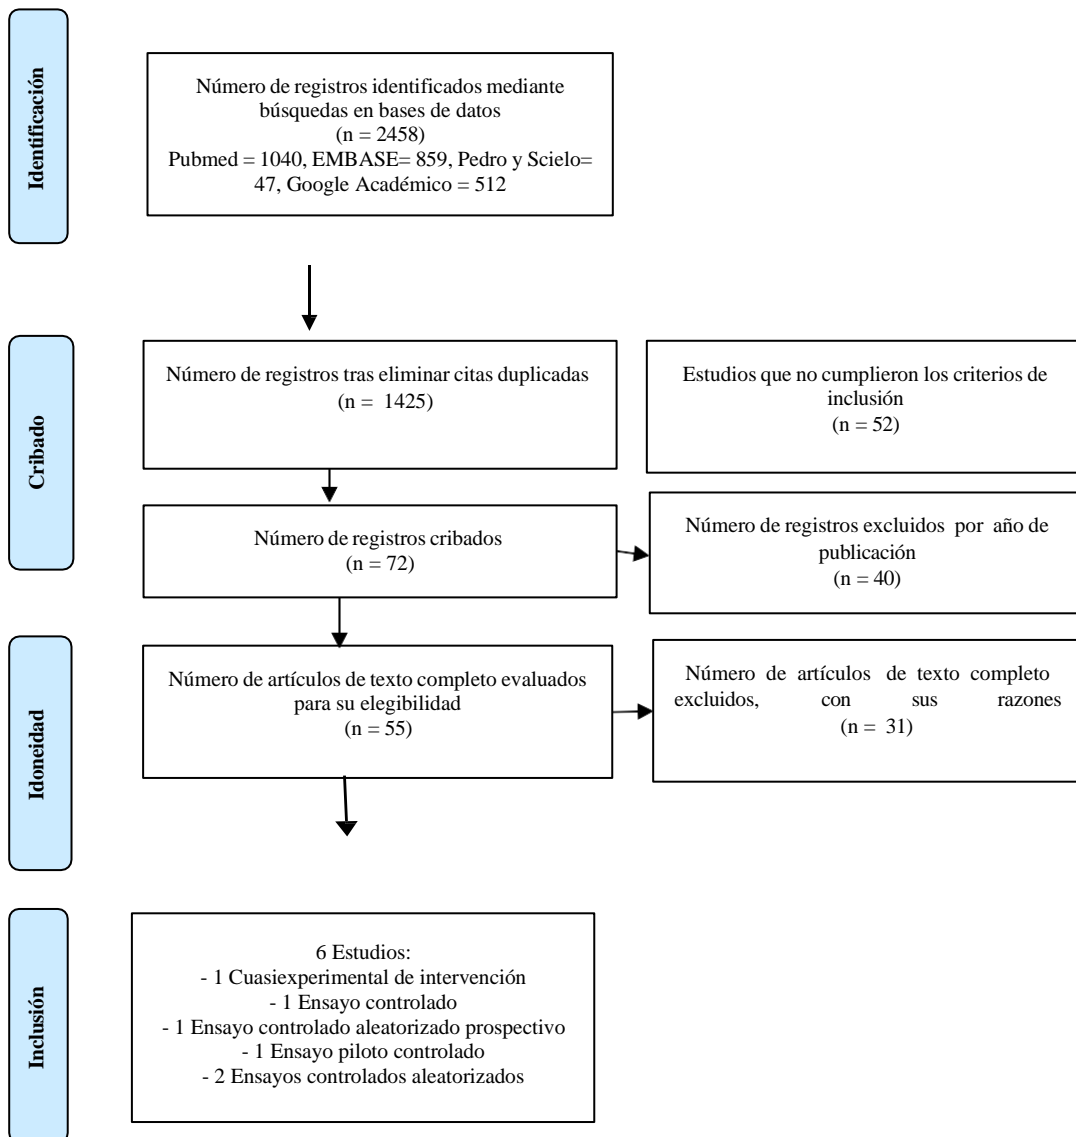 Identificación
Número de registros identificados mediante
búsquedas en bases de datos
(n = 2458)
Pubmed = 1040, EMBASE= 859, Pedro y Scielo=
47, Google Académico = 512
Cribado
Número de registros tras eliminar citas duplicadas
(n = 1425)
Estudios que no cumplieron los criterios de
inclusión
(n = 52)
Número de registros cribados
(n = 72)
Número de registros excluidos por año de
publicación
(n = 40)
Idoneidad
Número de artículos de texto completo evaluados
para su elegibilidad
(n = 55)
Número de artículos de texto completo
excluidos, con sus razones
(n = 31)
Inclusión
6 Estudios:
- 1 Cuasiexperimental de intervención
- 1 Ensayo controlado
- 1 Ensayo controlado aleatorizado prospectivo
- 1 Ensayo piloto controlado
- 2 Ensayos controlados aleatorizados